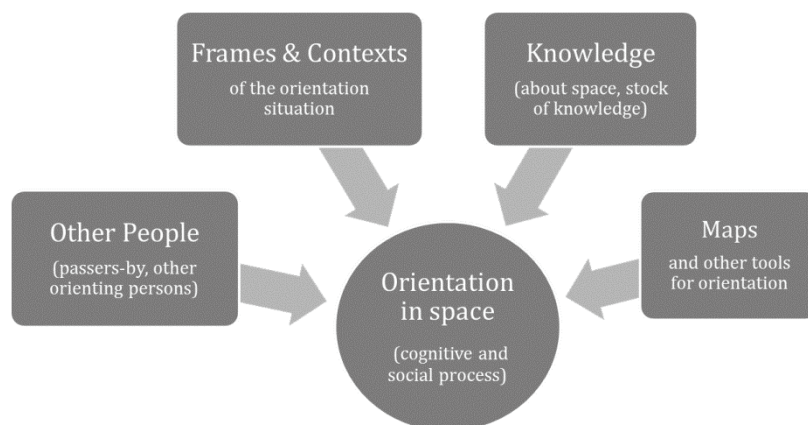 Frames & Contexts
of the orientation
situation
Knowledge
(about space, stock
of knowledge)
Other People
(passers-by, other
orienting persons)
Maps
and other tools
for orientation
Orientation
in space
(cognitive and
social process)